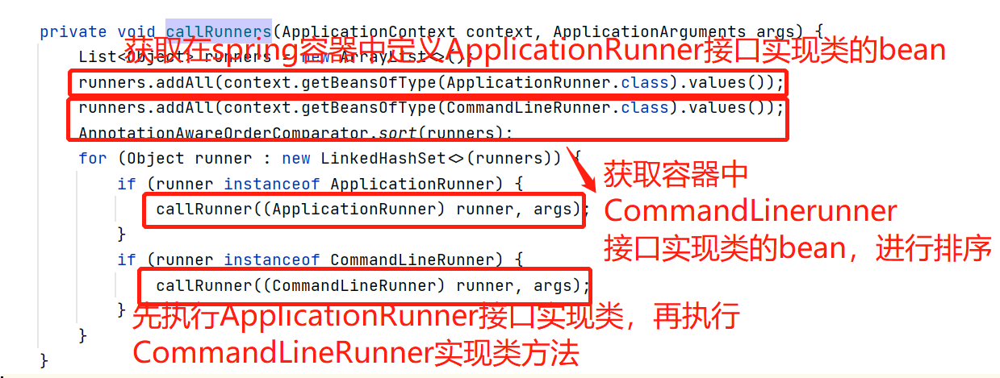 private void callRunners(ApplicationContext context, ApplicationArguments args) {
获取在spring容器中定义ApplicationRunner接口实现类的bean
List<Object> runners = new ArrayList<>();
runners.addAll(context.getBeansOfType(ApplicationRunner.class).values());
runners.addAll(context.getBeansOfType(CommandLineRunner.class).values());
AnnotationAwareOrderComparator.sort(runners);
for (Object runner : new LinkedHashSet<>(runners)) {
if (runner instanceof ApplicationRunner) {
callRunner((ApplicationRunner) runner, args);
}
if (runner instanceof CommandLineRunner) {
callRunner((CommandLineRunner) runner, args);
}
}
}
获取容器中
CommandLinerunner
接口实现类的bean，进行排序
先执行ApplicationRunner接口实现类，再执行
CommandLineRunner实现类方法